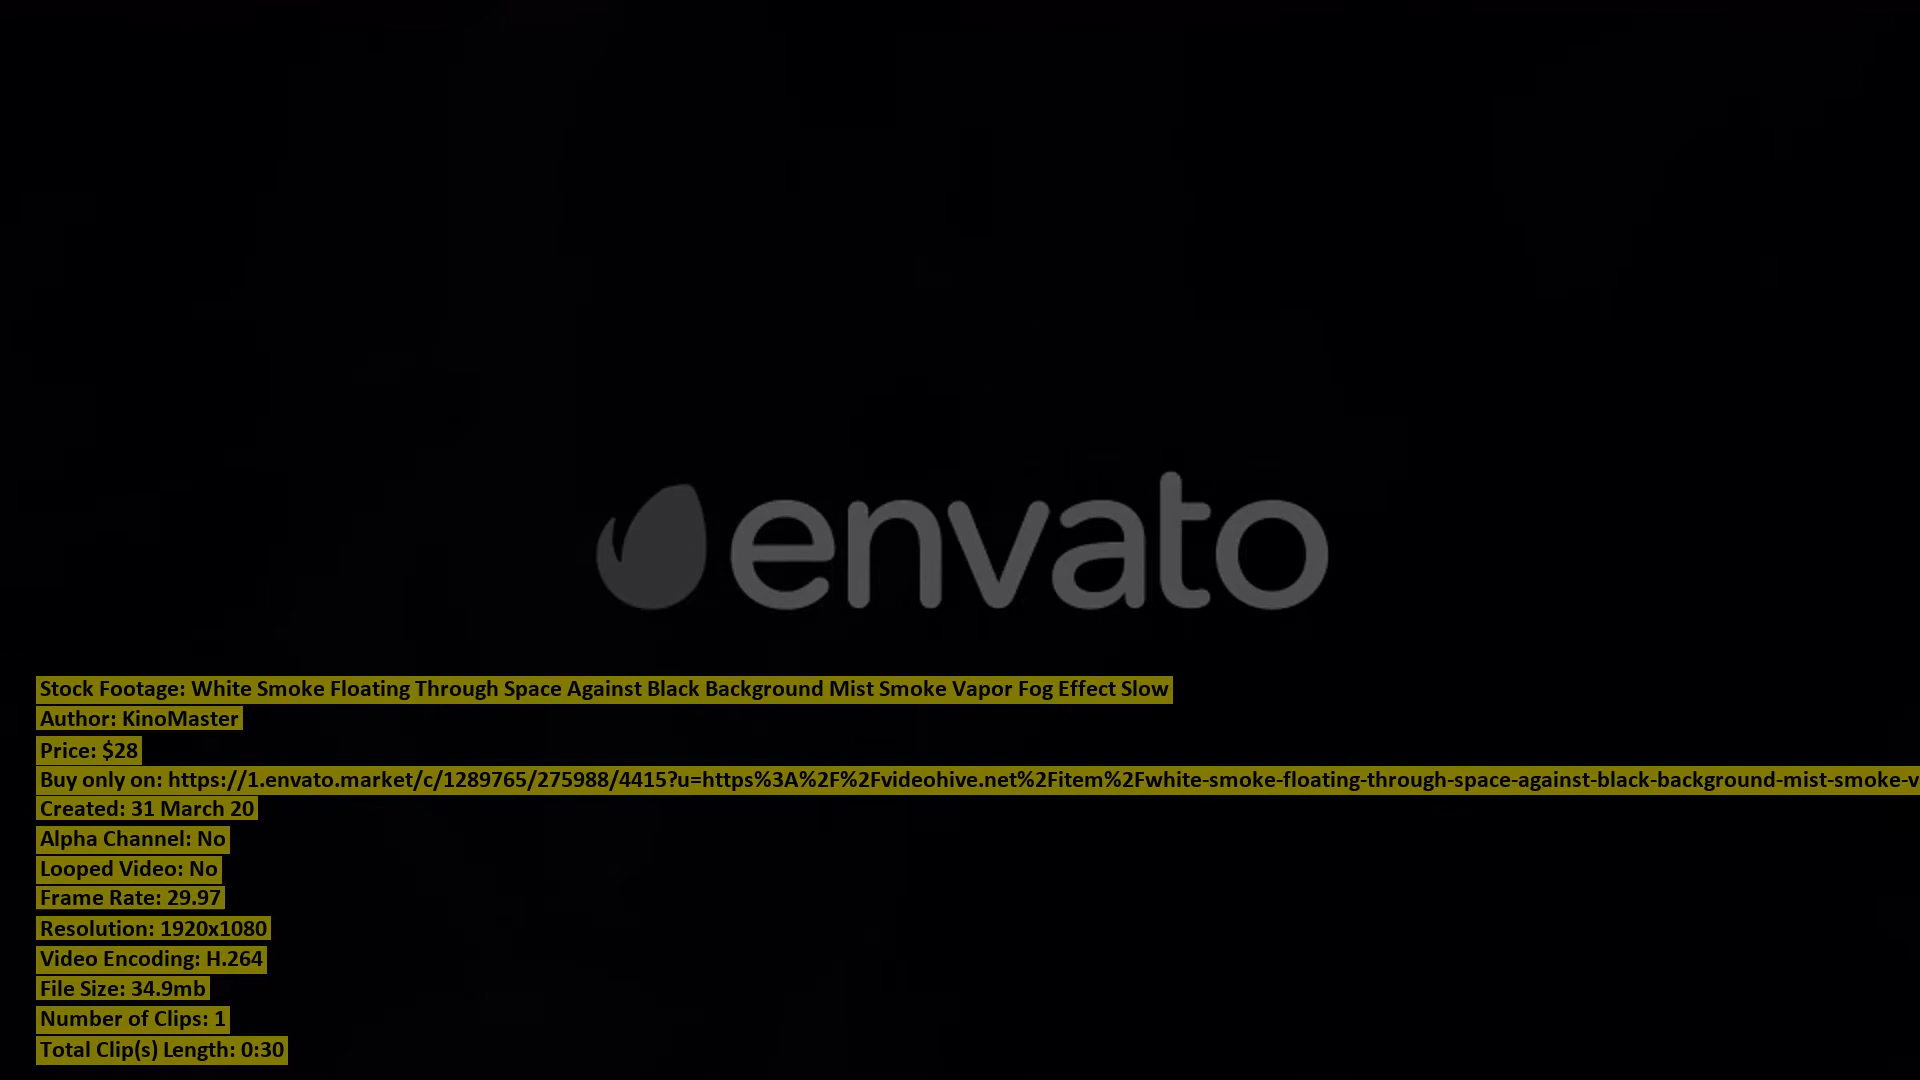 envato
Stock Footage: White Smoke Floating Through Space Against Black Background Mist Smoke Vapor Fog Effect Slow
Author: KinoMaster
Price: $28
Buy only on: https://1.envato.market/c/1289765/275988/4415?u=https%3A%2F%2Fvideohive.net%2Fitem%2Fwhite-smoke-floating-through-space-against-black-background-mist-smoke-v
Created: 31 March 20
Alpha Channel: No
Looped Video: No
Frame Rate: 29.97
Resolution: 1920x1080
Video Encoding: H.264
File Size: 34.9mb
Number of Clips: 1
Total Clip(s) Length: 0:30